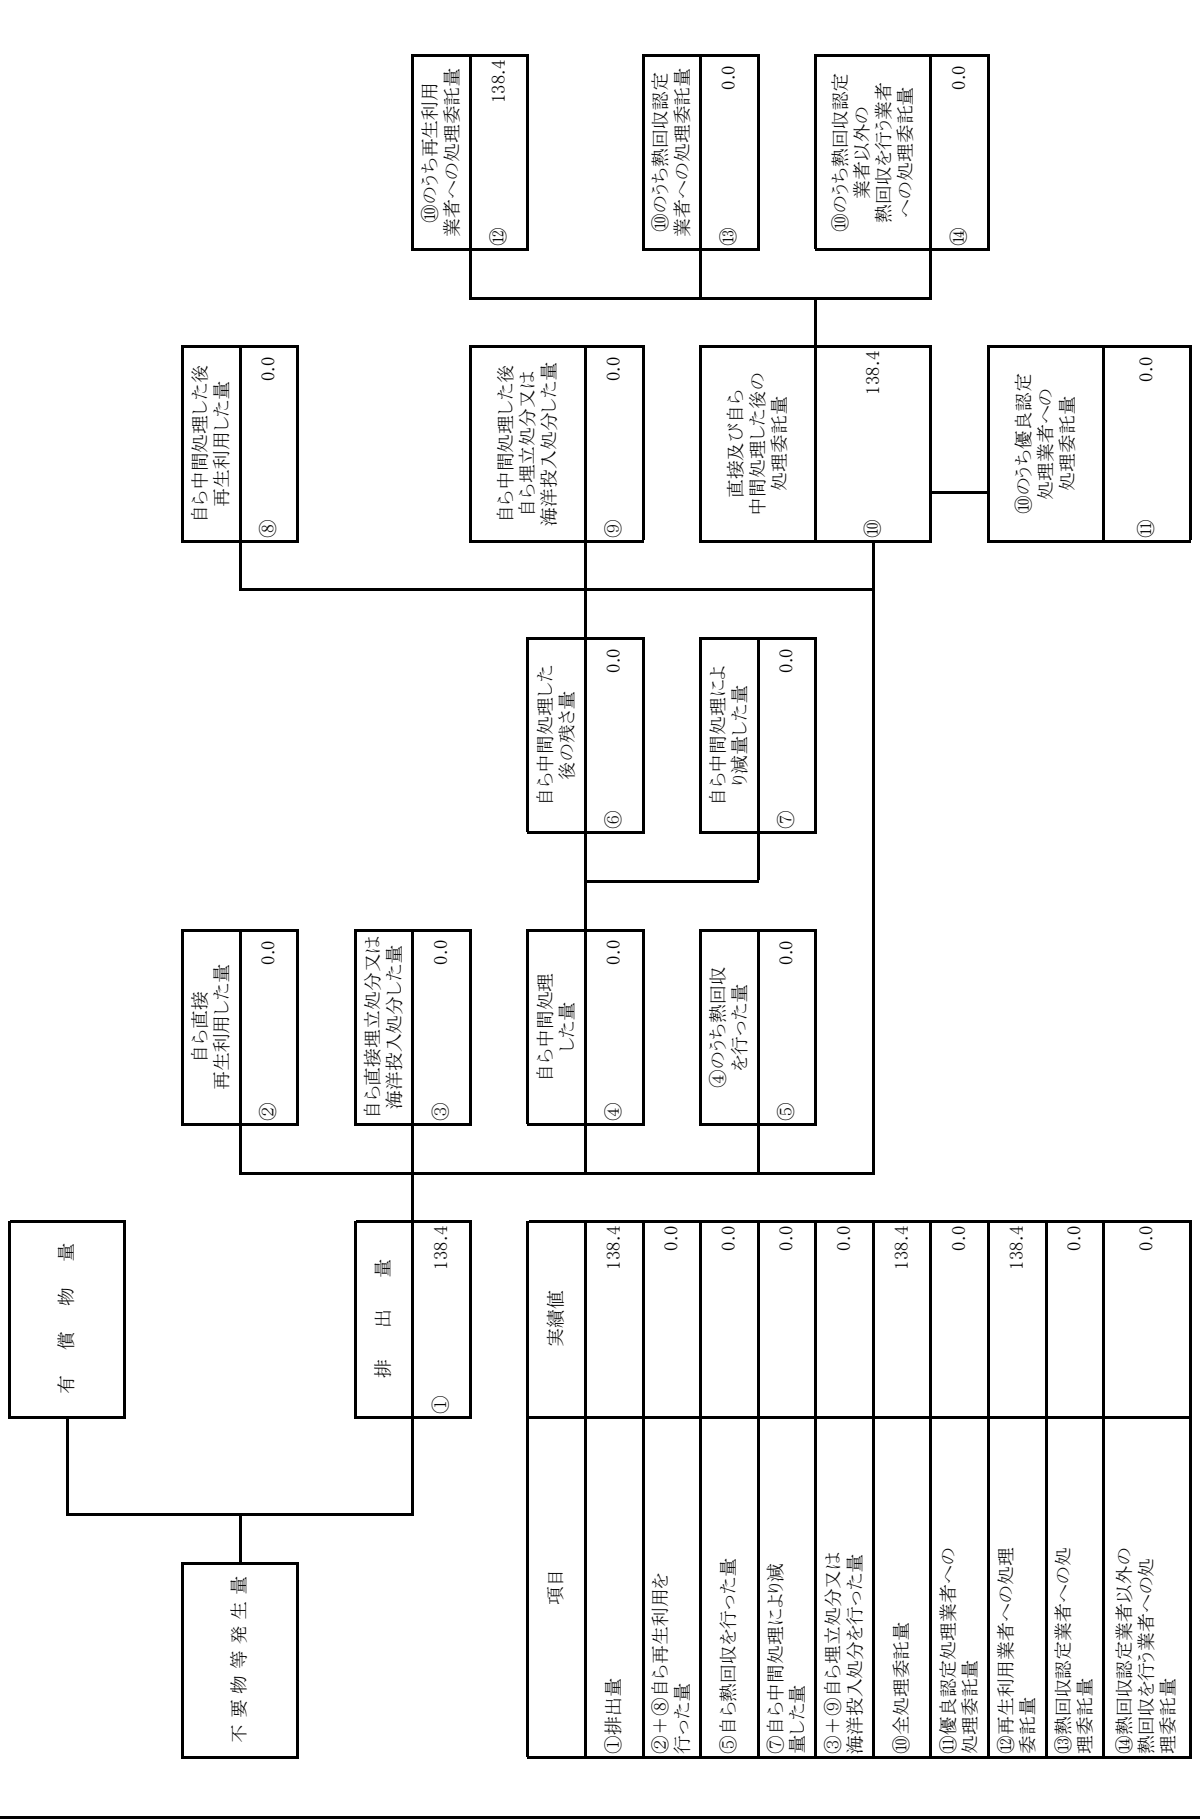 有償物量
不要物等発生量
排出量
① 138.4
自ら直接
再生利用した量
② 0.0
自ら直接埋立処分又は
海洋投入処分した量
③ 0.0
自ら中間処理
した量
④ 0.0
④のうち熱回収
を行った量
⑤ 0.0
自ら中間処理した
後の残さ量
⑥ 0.0
自ら中間処理によ
り減量した量
⑦ 0.0
自ら中間処理した後
再生利用した量
⑧ 0.0
自ら中間処理した後
自ら埋立処分又は
海洋投入処分した量
⑨ 0.0
直接及び自ら
中間処理した後の
処理委託量
⑩ 138.4
⑩のうち優良認定
処理業者への
処理委託量
⑪ 0.0
⑩のうち再生利用
業者への処理委託量
⑫ 138.4
⑩のうち熱回収認定
業者への処理委託量
⑬ 0.0
⑩のうち熱回収認定
業者以外の
熱回収を行う業者
への処理委託量
⑭ 0.0
項目 実績値
①排出量 138.4
②＋⑧自ら再生利用を
行った量 0.0
⑤自ら熱回収を行った量 0.0
⑦自ら中間処理により減
量した量 0.0
③＋⑨自ら埋立処分又は
海洋投入処分を行った量 0.0
⑩全処理委託量 138.4
⑪優良認定処理業者への
処理委託量 0.0
⑫再生利用業者への処理
委託量 138.4
⑬熱回収認定業者への処
理委託量 0.0
⑭熱回収認定業者以外の
熱回収を行う業者への処
理委託量 0.0